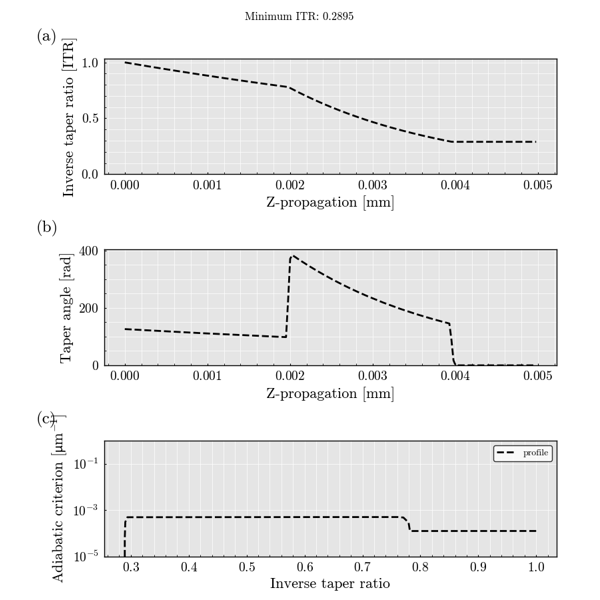 Minimum ITR: 0.2895
(a)
Inverse taper ratio [ITR]
1.0
0.5
0.0
0.000 0.001 0.002 0.003 0.004 0.005
Z-propagation [mm]
(b)
Taper angle [rad]
400
200
0
0.000 0.001 0.002 0.003 0.004 0.005
Z-propagation [mm]
(c)
Adiabatic criterion [µm
profile
10⁻¹
10⁻³
10⁻⁵
0.3 0.4 0.5 0.6 0.7 0.8 0.9 1.0
Inverse taper ratio